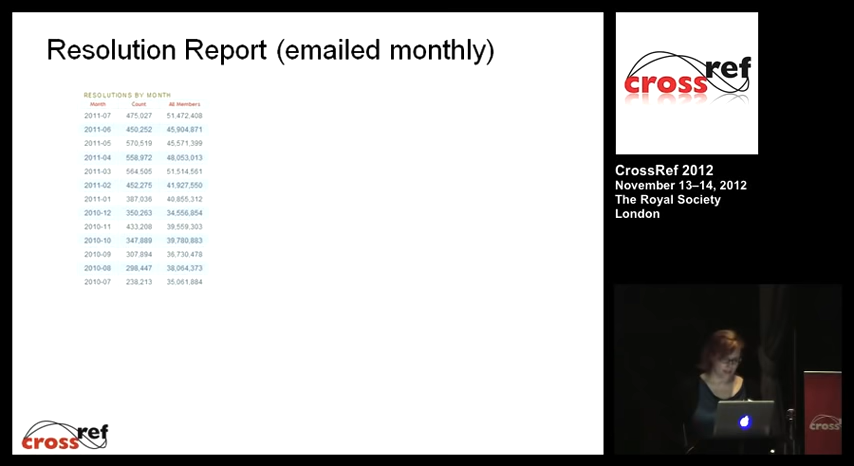 Resolution Report (emailed monthly)
RESOLUTIONS BY MONTH
Month Count All Members
2011-07 475,027 51,472,408
2011-06 450,252 45,904,871
2011-05 570,519 45,571,399
2011-04 558,972 48,053,013
2011-03 564,505 51,514,561
2011-02 452,275 41,927,550
2011-01 387,036 40,855,312
2010-12 350,263 34,556,854
2010-11 433,208 39,559,303
2010-10 347,889 39,780,883
2010-09 307,894 36,730,478
2010-08 298,447 38,064,373
2010-07 238,213 35,061,884
crossref
crossref
CrossRef 2012
November 13–14, 2012
The Royal Society
London
cross